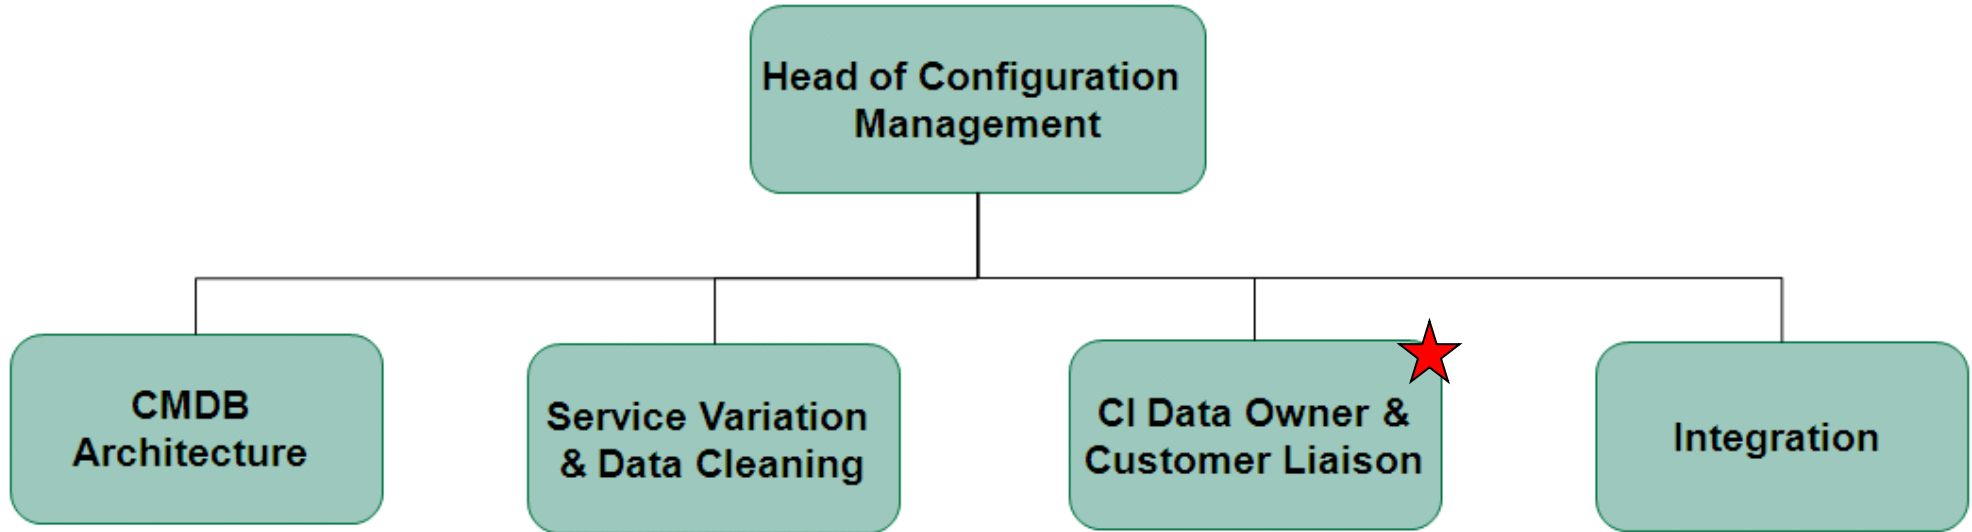 Head of Configuration
Management
CMDB
Architecture
Service Variation
& Data Cleaning
CI Data Owner &
Customer Liaison
Integration